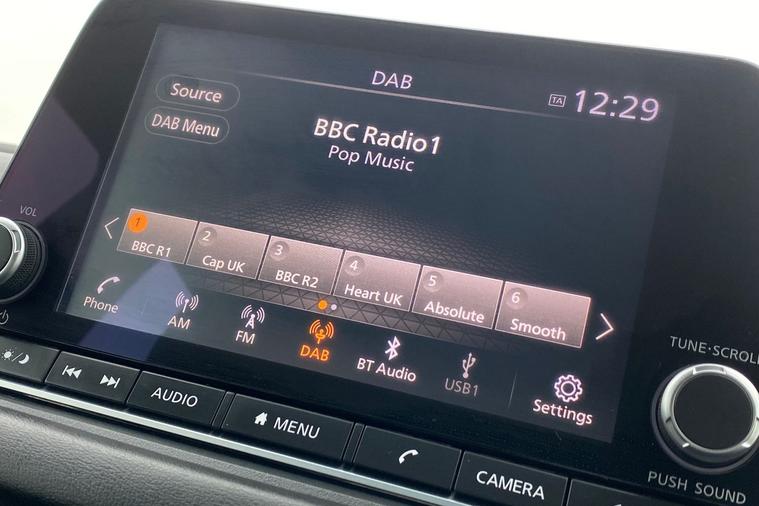 DAB
TA 12:29
Source
DAB Menu
BBC Radio1
Pop Music
1
BBC R1
2
Cap UK
3
BBC R2
4
Heart UK
5
Absolute
6
Smooth
Phone
AM
FM
DAB
BT Audio
USB1
Settings
VOL
TUNE·SCROLL
PUSH SOUND
AUDIO
MENU
CAMERA